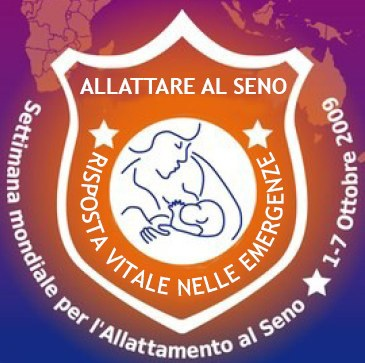 ALLATTARE AL SENO
RISPOSTA VITALE NELLE EMERGENZE
Settimana mondiale per l'Allattamento al Seno ★ 1-7 Ottobre 2009